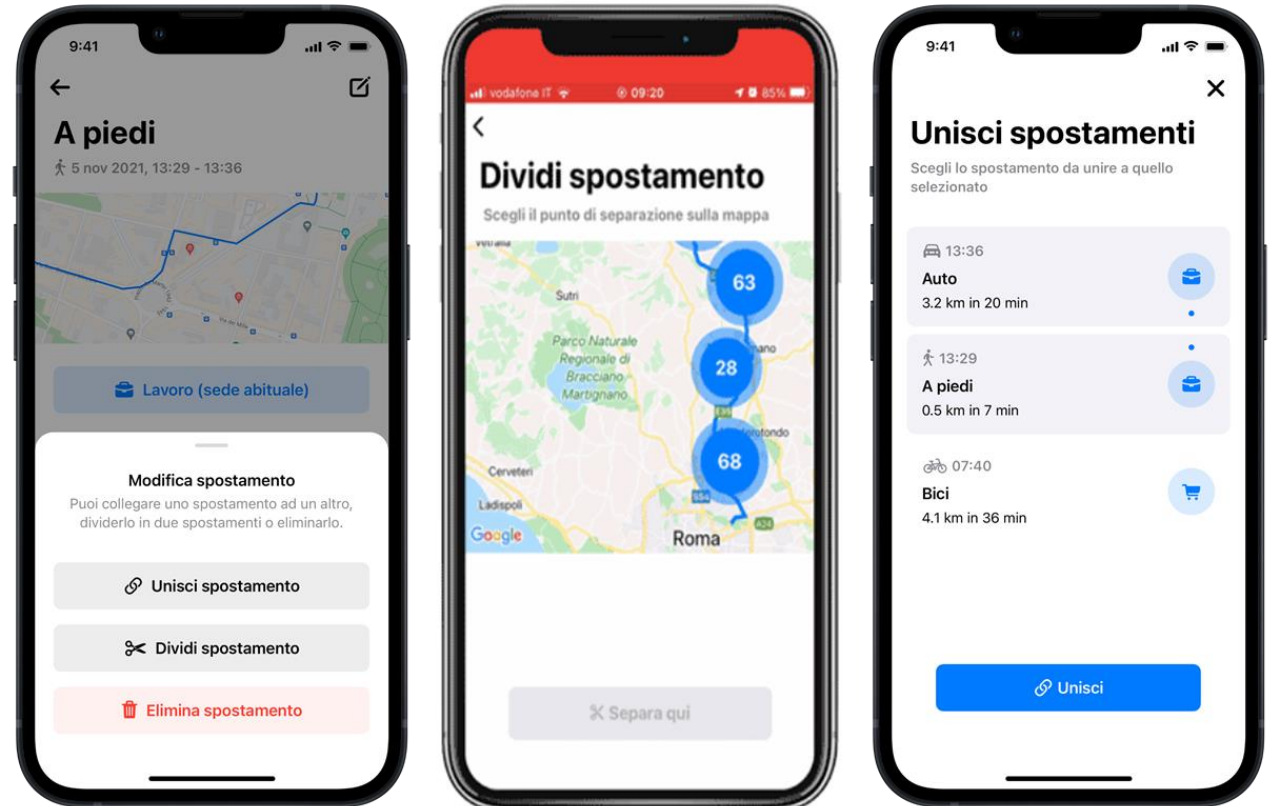 9:41
A piedi
5 nov 2021, 13:29 - 13:36
Lavoro (sede abituale)
Modifica spostamento
Puoi collegare uno spostamento ad un altro,
dividerlo in due spostamenti o eliminarlo.
Unisci spostamento
Dividi spostamento
Elimina spostamento
vodafone IT
09:20
85%
Dividi spostamento
Scegli il punto di separazione sulla mappa
63
Sutri
Parco Naturale
Regionale di
Bracciano
Martignano
28
E35
68
Cerveteri
Ladispoli
A24
Google
Roma
Separa qui
9:41
Unisci spostamenti
Scegli lo spostamento da unire a quello
selezionato
13:36
Auto
3.2 km in 20 min
13:29
A piedi
0.5 km in 7 min
07:40
Bici
4.1 km in 36 min
Unisci